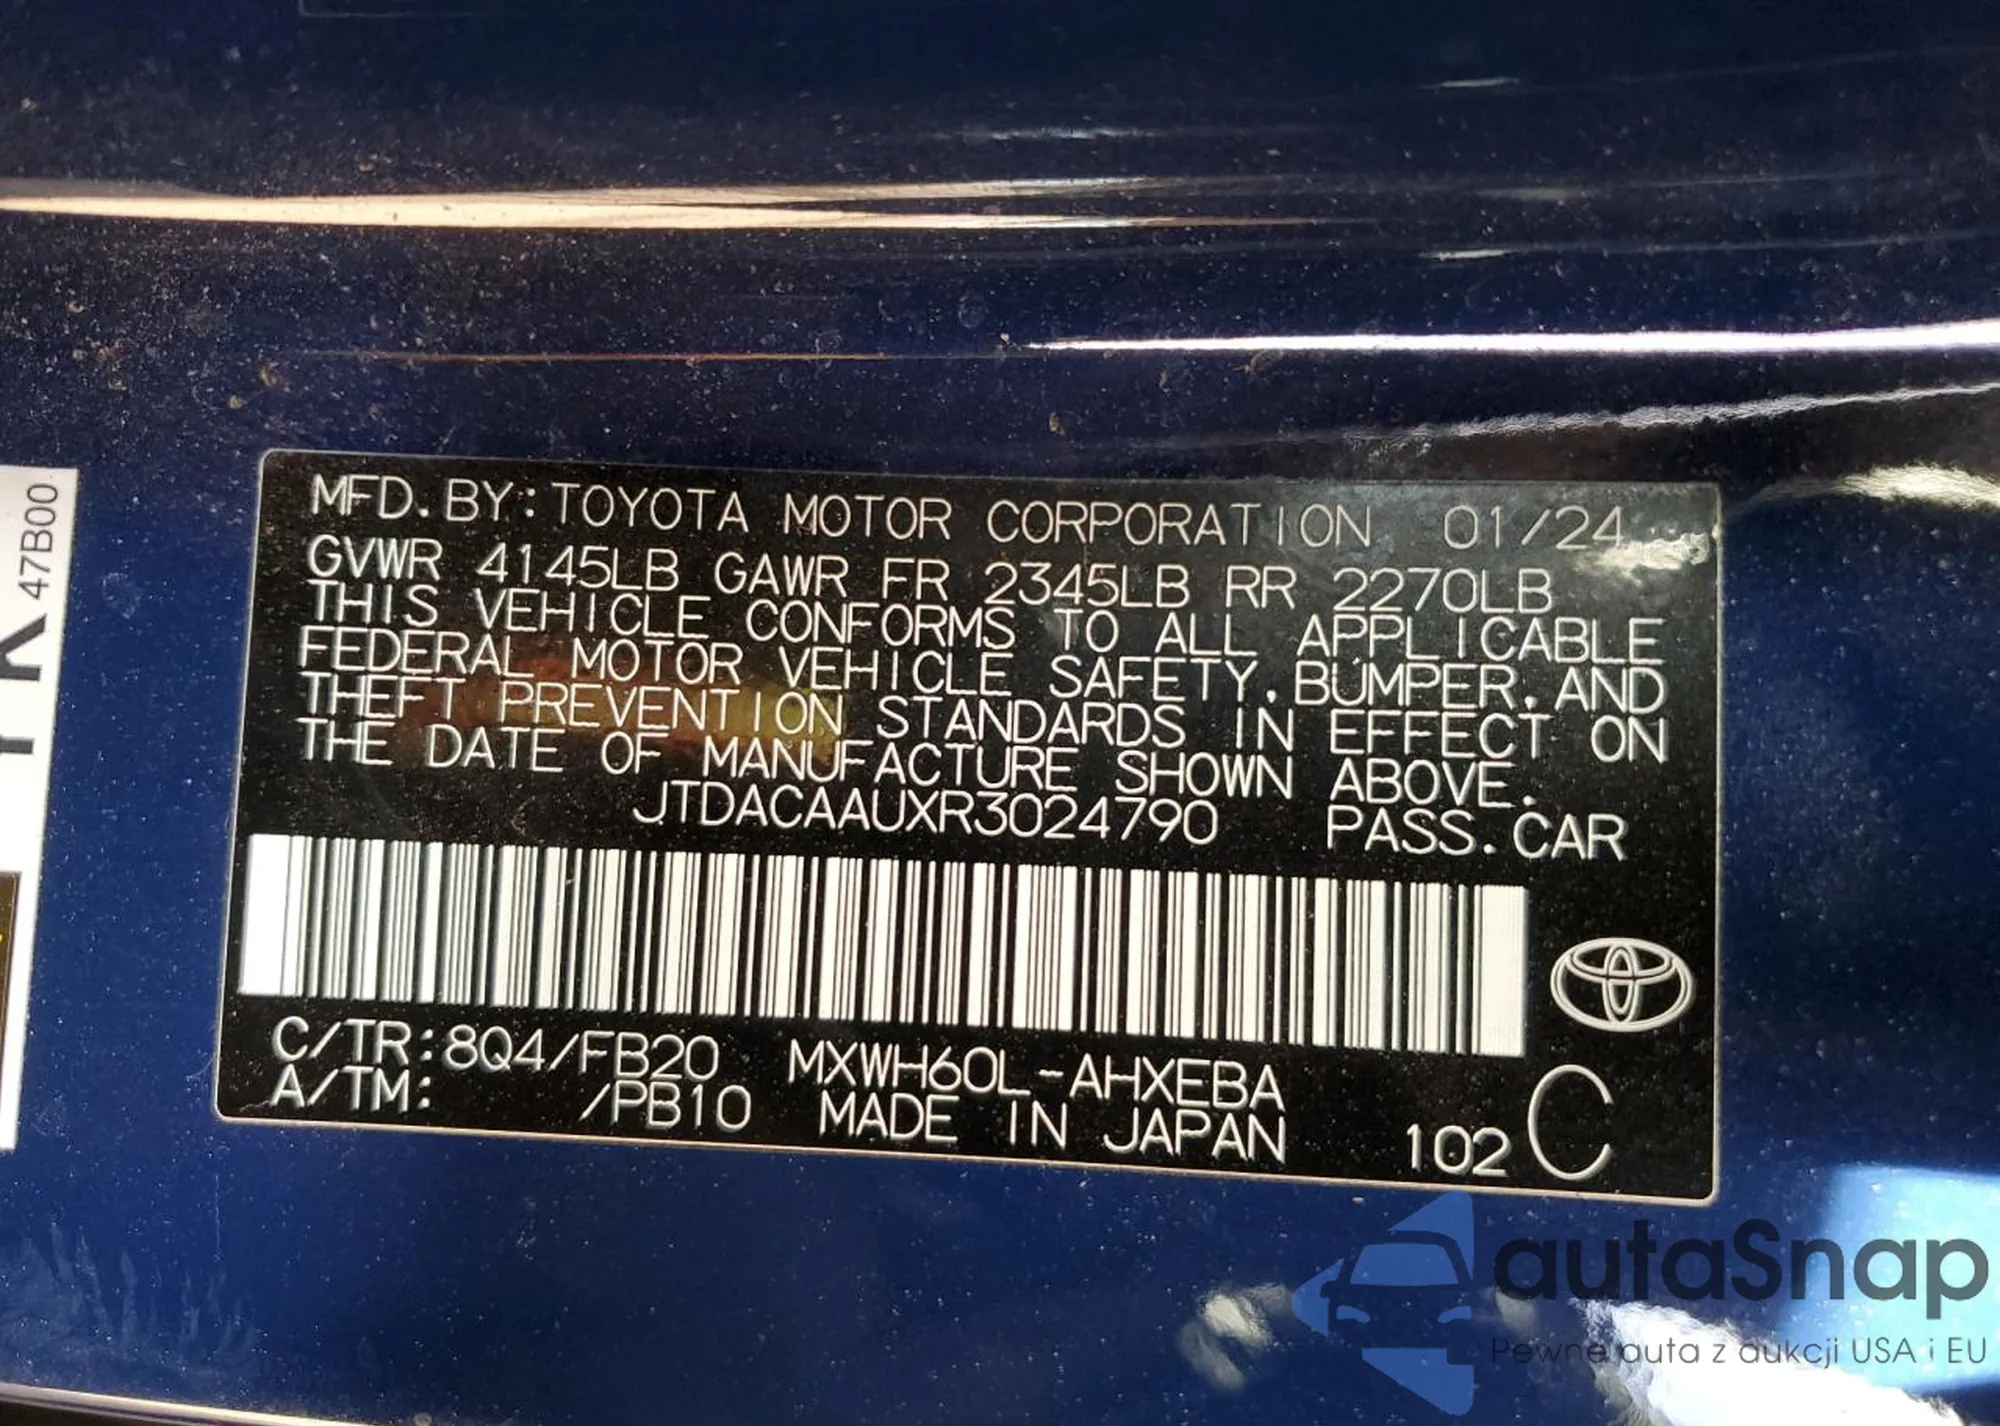 MFD. BY: TOYOTA MOTOR CORPORATION 01/24
GVWR 4145LB GAWR FR 2345LB RR 2270LB
THIS VEHICLE CONFORMS TO ALL APPLICABLE
FEDERAL MOTOR VEHICLE SAFETY, BUMPER, AND
THEFT PREVENTION STANDARDS IN EFFECT ON
THE DATE OF MANUFACTURE SHOWN ABOVE.
JTDACAAUXR3024790 PASS. CAR
C/TR: 8Q4/FB20 MXWH60L-AHXEBA
A/TM: /PB10 MADE IN JAPAN 102 C
47B00
autaSnap
Pewne auta z aukcji USA i EU